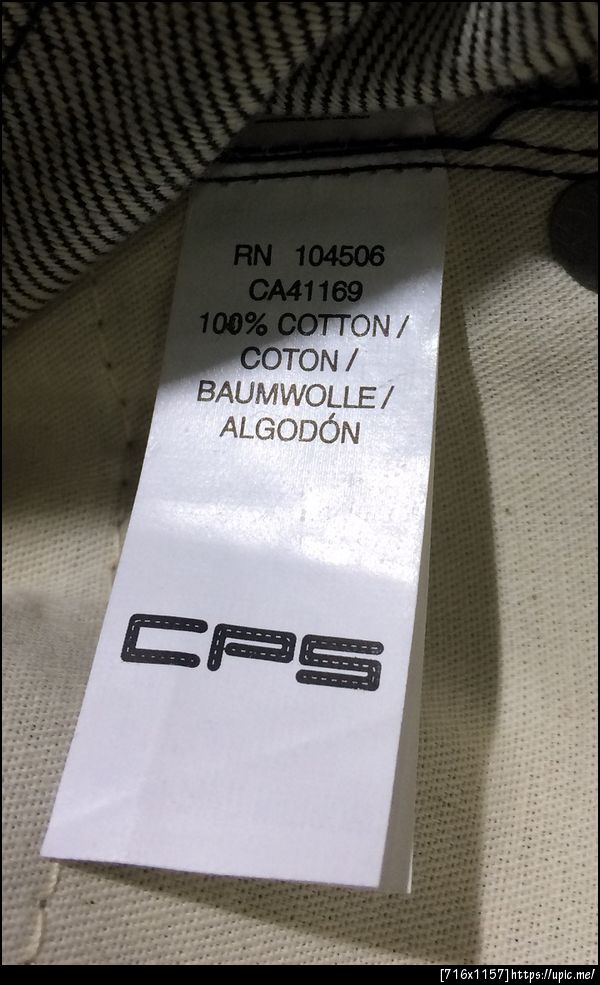 RN 104506
CA41169
100% COTTON /
COTON /
BAUMWOLLE /
ALGODÓN
CPS
[716x1157]https://upic.me/